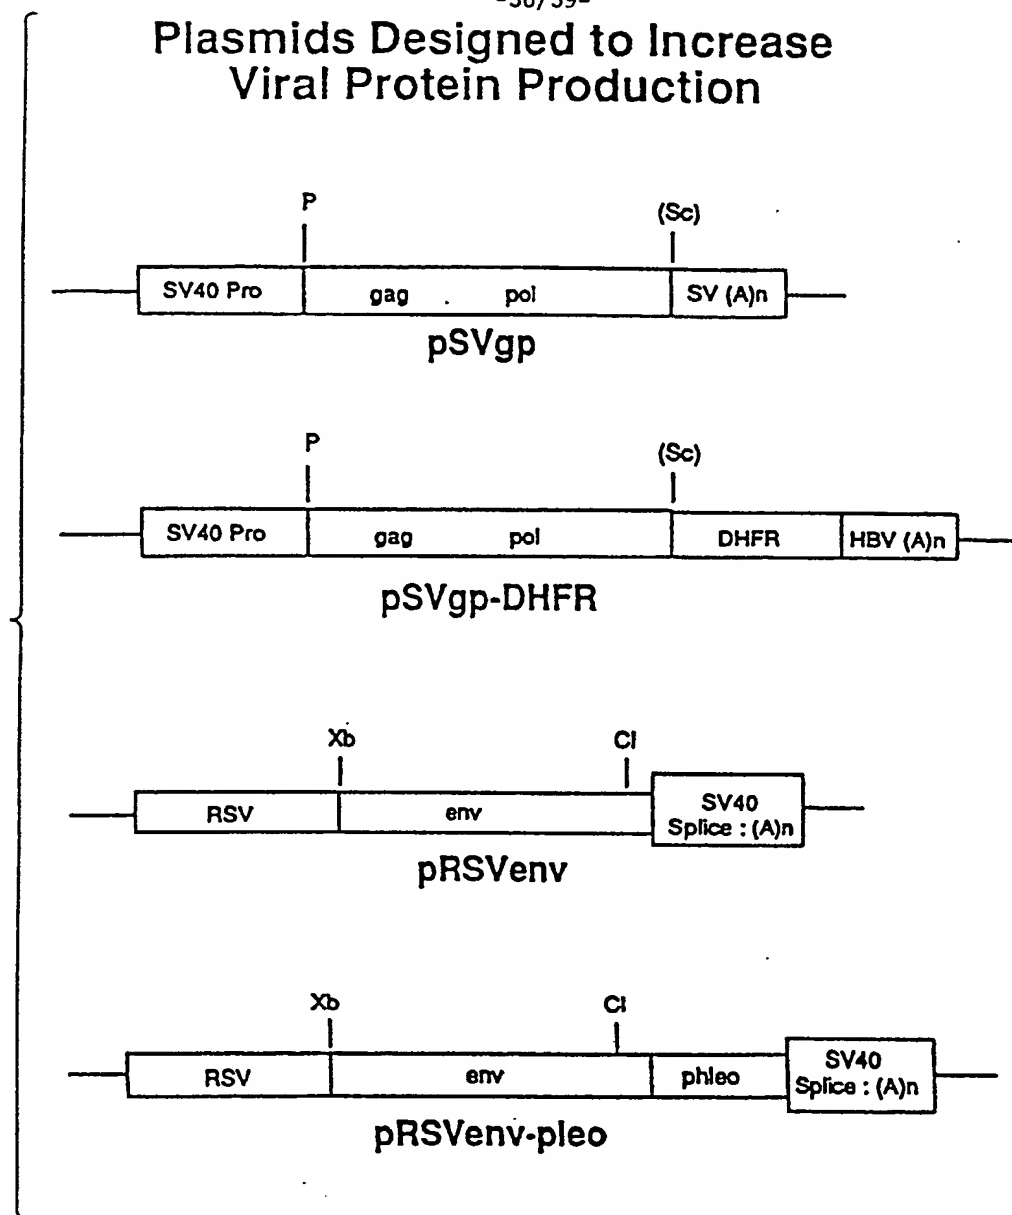 -36/39-
Plasmids Designed to Increase
Viral Protein Production
P (Sc)
SV40 Pro gag pol SV (A)n
pSVgp
P (Sc)
SV40 Pro gag pol DHFR HBV (A)n
pSVgp-DHFR
Xb Cl
RSV env SV40
Splice : (A)n
pRSVenv
Xb Cl
RSV env phleo SV40
Splice : (A)n
pRSVenv-pleo